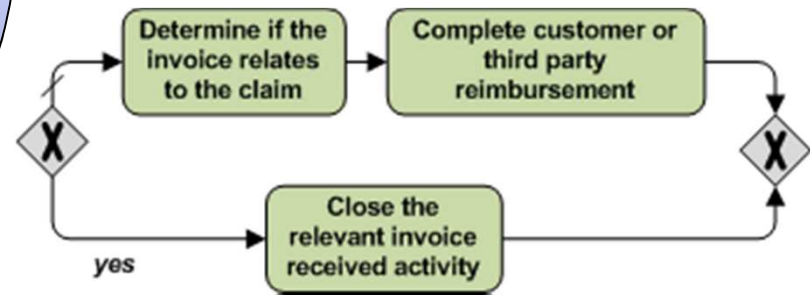 Determine if the
invoice relates
to the claim
Complete customer or
third party
reimbursement
X
X
Close the
relevant invoice
received activity
yes